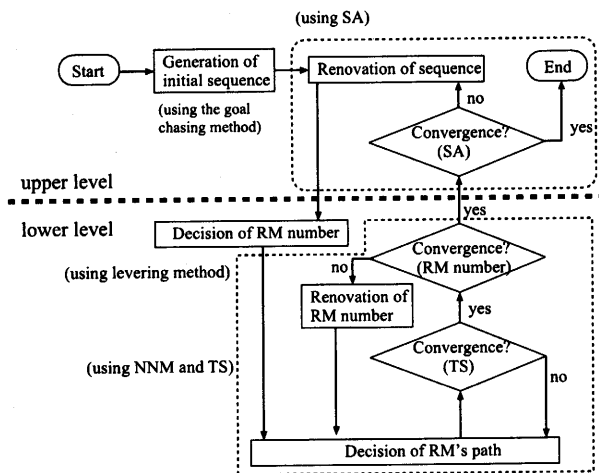 (using SA)
Start
Generation of
initial sequence
Renovation of sequence
End
(using the goal
chasing method)
no
Convergence?
(SA)
yes
upper level
yes
lower level
Decision of RM number
Convergence?
(RM number)
(using levering method)
no
Renovation of
RM number
yes
Convergence?
(TS)
(using NNM and TS)
no
Decision of RM's path